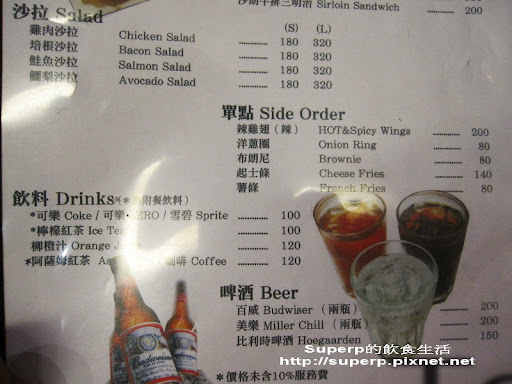 沙朗牛排三明治 Sirloin Sandwich 200
沙拉 Salad (S) (L)
雞肉沙拉 Chicken Salad 180 320
培根沙拉 Bacon Salad 180 320
鮭魚沙拉 Salmon Salad 180 320
鱷梨沙拉 Avocado Salad 180 320
單點 Side Order
辣雞翅（辣） HOT&Spicy Wings 200
洋蔥圈 Onion Ring 80
布朗尼 Brownie 80
起士條 Cheese Fries 140
薯條 French Fries 80
飲料 Drinks 附餐飲料）
*可樂 Coke / 可樂 ZERO / 雪碧 Sprite 100
*檸檬紅茶 Ice Tea 100
柳橙汁 Orange 120
*阿薩姆紅茶 咖啡 Coffee 120
啤酒 Beer
百威 Budwiser（兩瓶） 200
美樂 Miller Chill（兩瓶） 200
比利時啤酒 Hoegaarden 150
*價格未含10%服務費
Budweiser
Superp的飲食生活
http://superp.pixnet.net